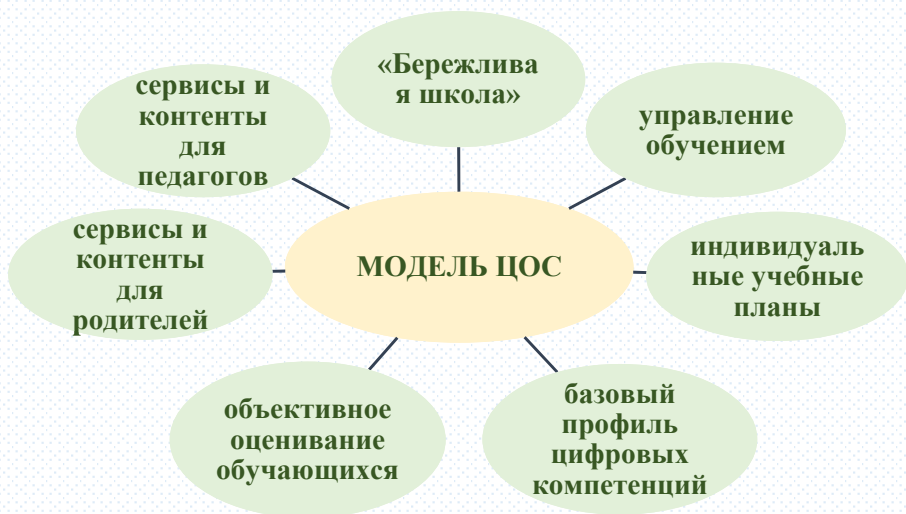 «Бережлива
я школа»
сервисы и
контенты
для
педагогов
управление
обучением
сервисы и
контенты
для
родителей
МОДЕЛЬ ЦОС
индивидуаль
ные учебные
планы
объективное
оценивание
обучающихся
базовый
профиль
цифровых
компетенций